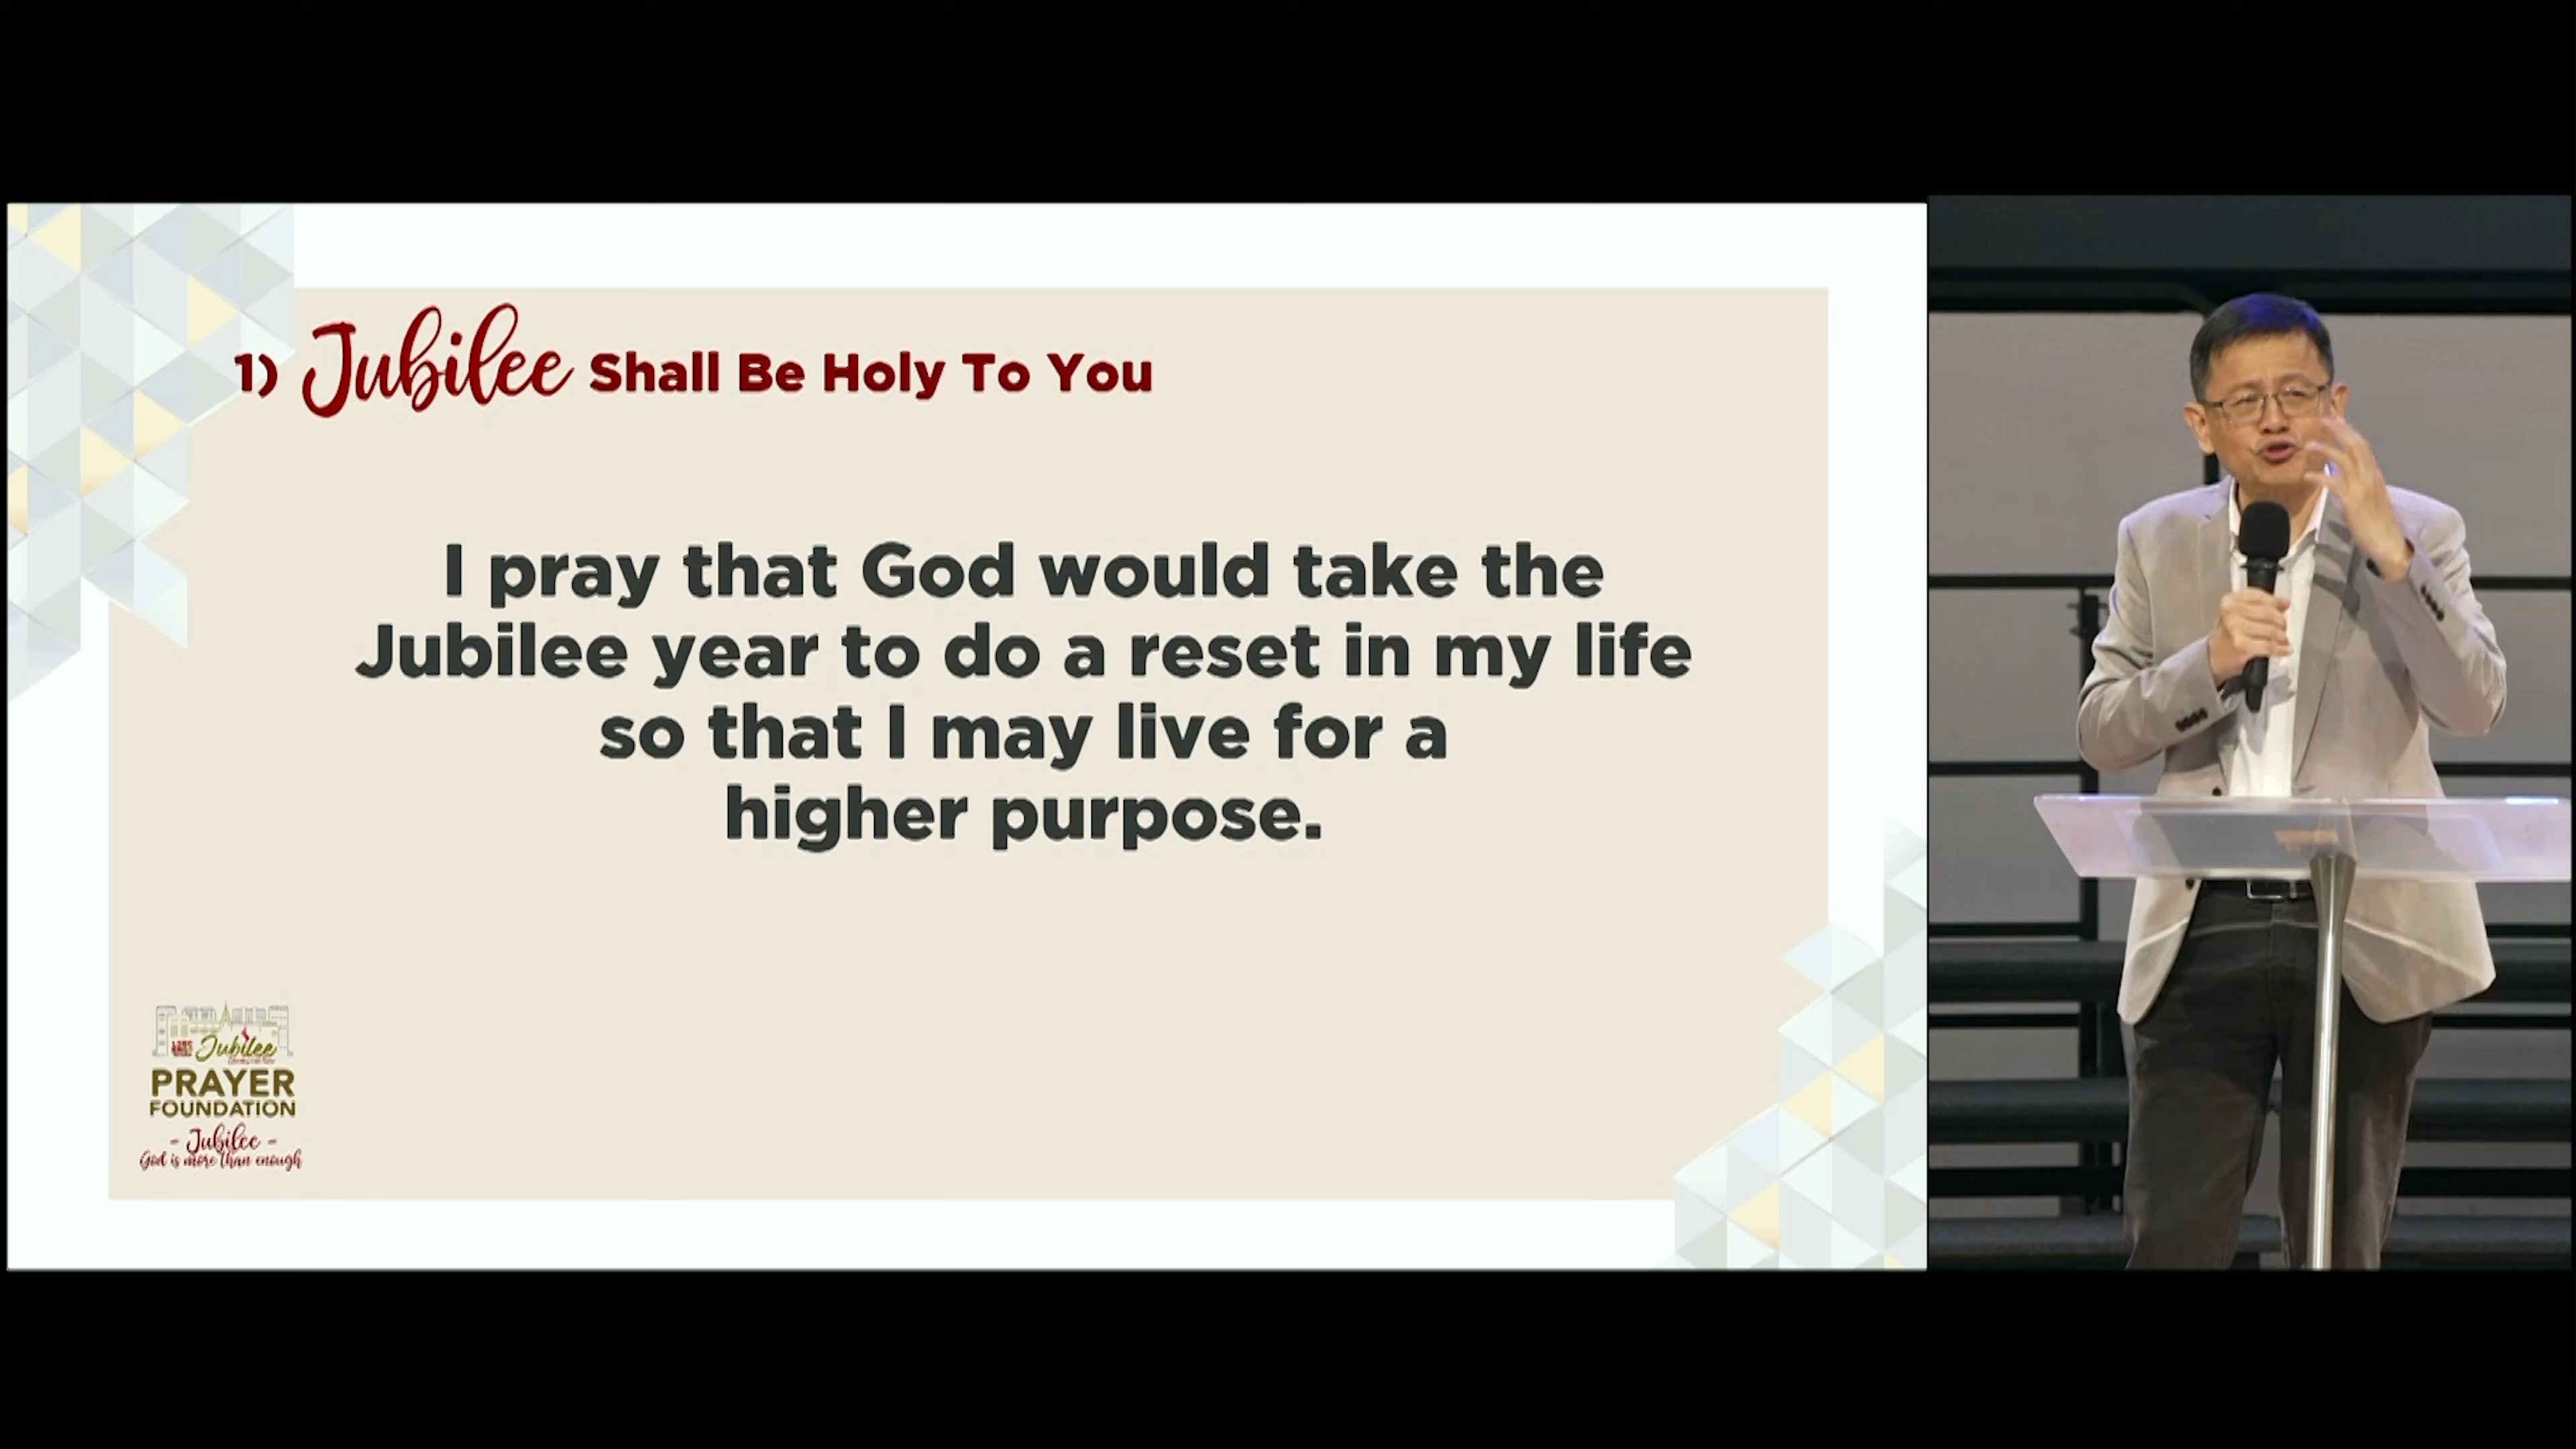 1) Jubilee Shall Be Holy To You
I pray that God would take the
Jubilee year to do a reset in my life
so that I may live for a
higher purpose.
Jubilee
PRAYER
FOUNDATION
- Jubilee -
God is more than enough